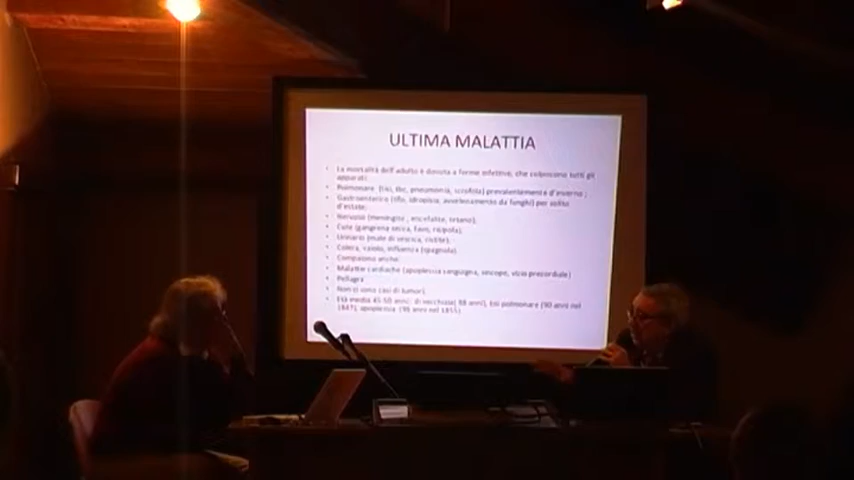 ULTIMA MALATTIA
• La mortalità dell'adulto è dovuta a forme infettive, che colpiscono tutti gli
apparati:
• Polmonare (tisi, tbc, pneumonia, scrofola) prevalentemente d'inverno ;
• Gastroenterico (tifo, idropisia, avvelenamento da funghi) per solito
d'estate;
• Nervoso (meningite , encefalite, tetano);
• Cute (gangrena secca, favo, risipola);
• Urinario (male di vescica, cistite);
• Colera, vaiolo, influenza (spagnola).
• Compaiono anche:
• Malattie cardiache (apoplessia sanguigna, sincope, vizio precordiale)
• Pellagra
• Non ci sono casi di tumori.
• Età media 45-50 anni: di vecchiaia( 88 anni), tisi polmonare (90 anni nel
1847), apoplessia (96 anni nel 1855)